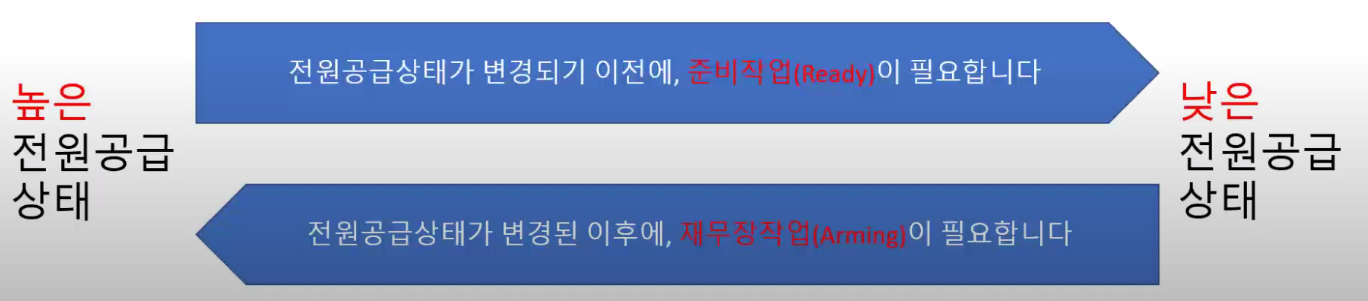 높은
전원공급
상태
전원공급상태가 변경되기 이전에, 준비작업(Ready)이 필요합니다
전원공급상태가 변경된 이후에, 재무장작업(Arming)이 필요합니다
낮은
전원공급
상태